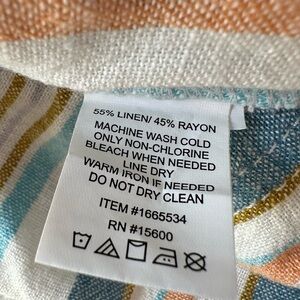 55% LINEN/ 45% RAYON
MACHINE WASH COLD
ONLY NON-CHLORINE
BLEACH WHEN NEEDED
LINE DRY
WARM IRON IF NEEDED
DO NOT DRY CLEAN
ITEM #1665534
RN #15600